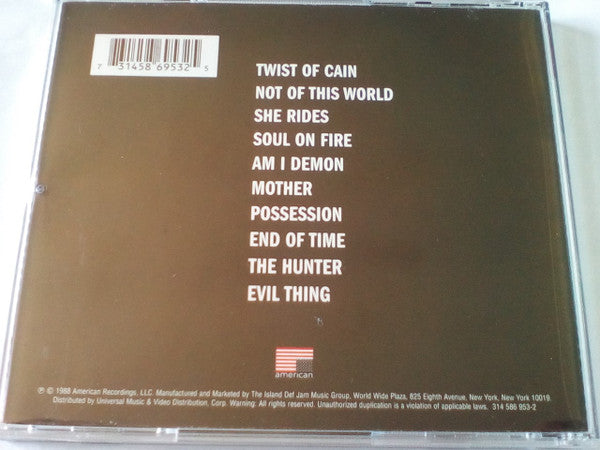 7 31458 69532 5
TWIST OF CAIN
NOT OF THIS WORLD
SHE RIDES
SOUL ON FIRE
AM I DEMON
MOTHER
POSSESSION
END OF TIME
THE HUNTER
EVIL THING
american
℗ © 1988 American Recordings, LLC. Manufactured and Marketed by The Island Def Jam Music Group, World Wide Plaza, 825 Eighth Avenue, New York, New York 10019.
Distributed by Universal Music & Video Distribution, Corp. Warning: All rights reserved. Unauthorized duplication is a violation of applicable laws. 314 586 953-2